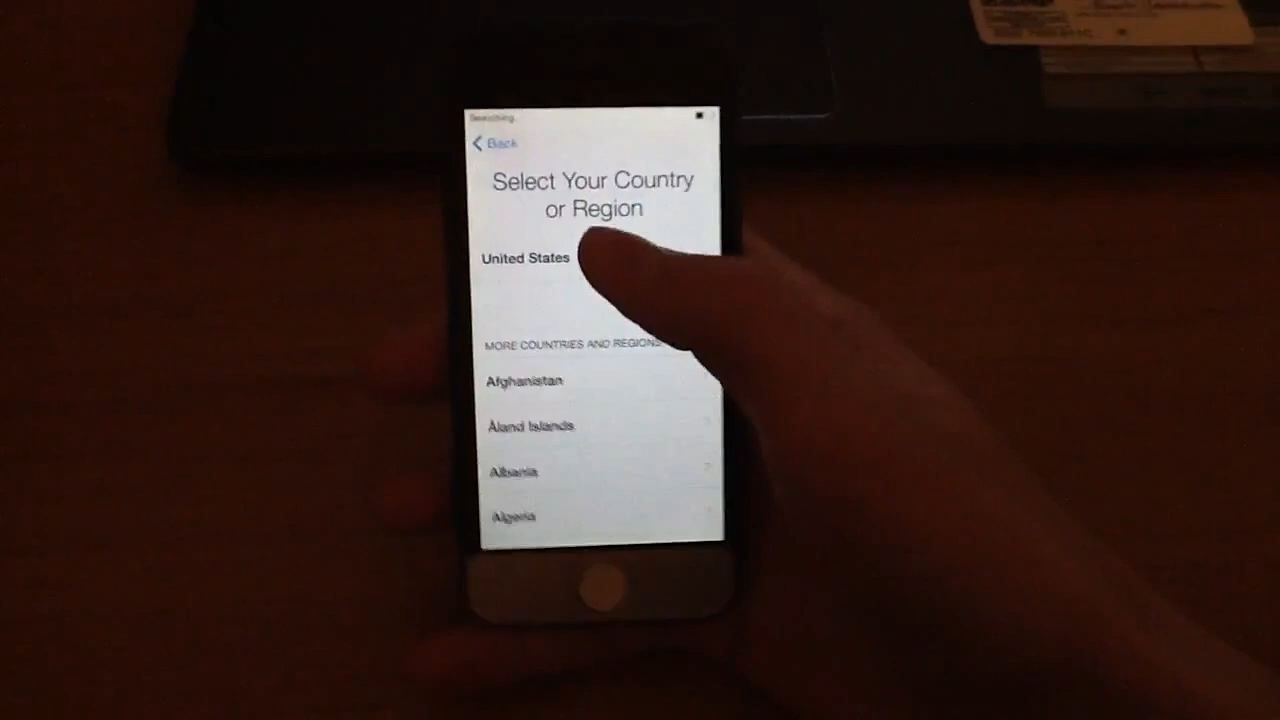 Searching...
Back
Select Your Country
or Region
United States
MORE COUNTRIES AND REGIONS
Afghanistan
Åland Islands
Albania
Algeria